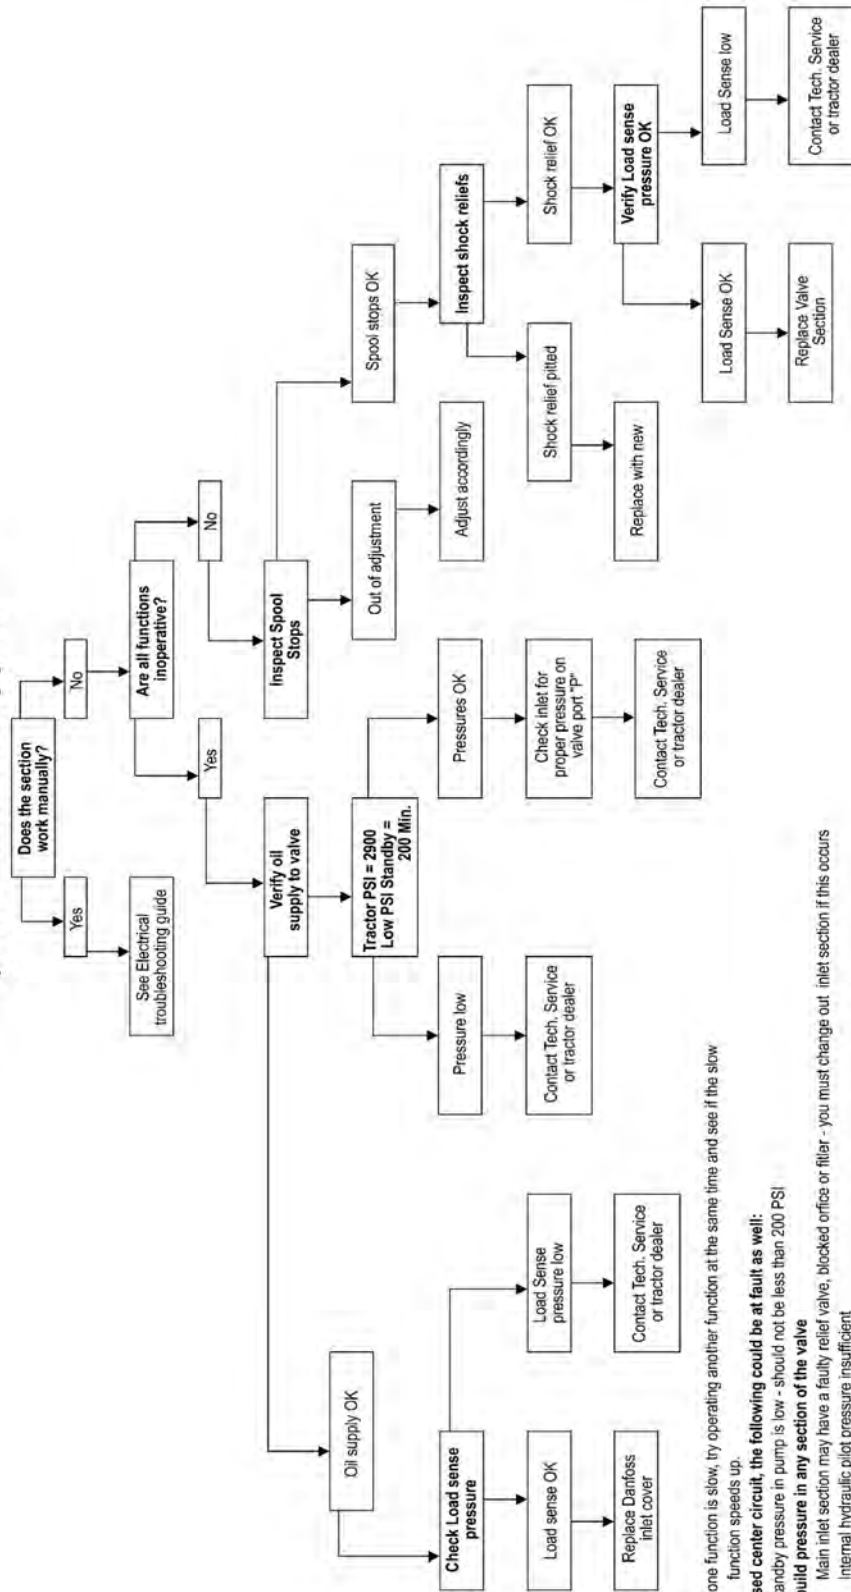 Does the section
work manually?
Yes
No
See Electrical
troubleshooting guide
Are all functions
inoperative?
Yes
No
Verify oil
supply to valve
Inspect Spool
Stops
Oil supply OK
Tractor PSI = 2900
Low PSI Standby =
200 Min.
Out of adjustment
Spool stops OK
Check Load sense
pressure
Pressure low
Pressures OK
Adjust accordingly
Inspect shock reliefs
Load sense OK
Load Sense
pressure low
Contact Tech. Service
or tractor dealer
Check inlet for
proper pressure on
valve port "P"
Shock relief pitted
Shock relief OK
Replace Danfoss
inlet cover
Contact Tech. Service
or tractor dealer
Contact Tech. Service
or tractor dealer
Replace with new
Verify Load sense
pressure OK
Load Sense OK
Load Sense low
Replace Valve
Section
Contact Tech. Service
or tractor dealer
one function is slow, try operating another function at the same time and see if the slow
function speeds up.
sed center circuit, the following could be at fault as well:
andby pressure in pump is low - should not be less than 200 PSI
build pressure in any section of the valve
Main inlet section may have a faulty relief valve, blocked orfice or fitler - you must change out inlet section if this occurs
Internal hydraulic pilot pressure insufficient